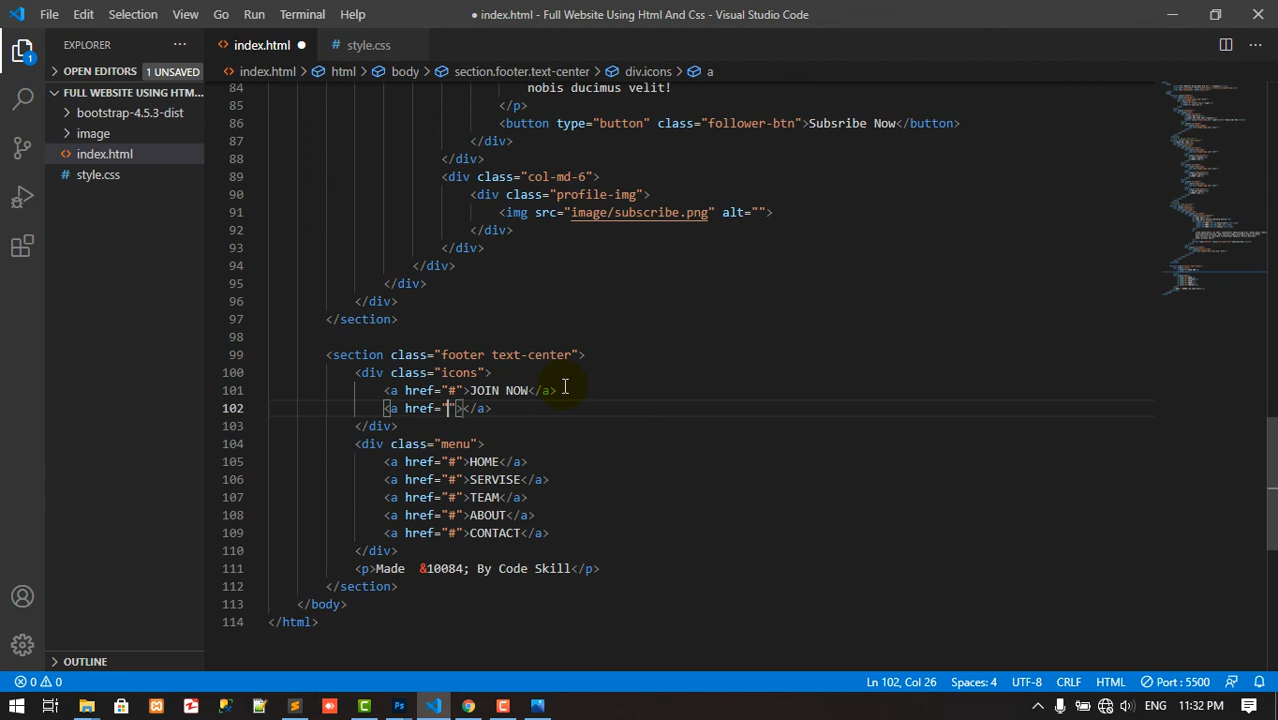 File Edit Selection View Go Run Terminal Help
● index.html - Full Website Using Html And Css - Visual Studio Code
EXPLORER
index.html
style.css
OPEN EDITORS 1 UNSAVED
index.html > html > body > section.footer.text-center > div.icons > a
FULL WEBSITE USING HTM...
bootstrap-4.5.3-dist
image
index.html
style.css
84 nobis ducimus velit!
85 </p>
86 <button type="button" class="follower-btn">Subsribe Now</button>
87 </div>
88 </div>
89 <div class="col-md-6">
90 <div class="profile-img">
91 <img src="image/subscribe.png" alt="">
92 </div>
93 </div>
94 </div>
95 </div>
96 </div>
97 </section>
98
99 <section class="footer text-center">
100 <div class="icons">
101 <a href="#">JOIN NOW</a>
102 <a href=""></a>
103 </div>
104 <div class="menu">
105 <a href="#">HOME</a>
106 <a href="#">SERVISE</a>
107 <a href="#">TEAM</a>
108 <a href="#">ABOUT</a>
109 <a href="#">CONTACT</a>
110 </div>
111 <p>Made  &10084; By Code Skill</p>
112 </section>
113 </body>
114 </html>
OUTLINE
0 0
Ln 102, Col 26 Spaces: 4 UTF-8 CRLF HTML Port : 5500
ENG 11:32 PM